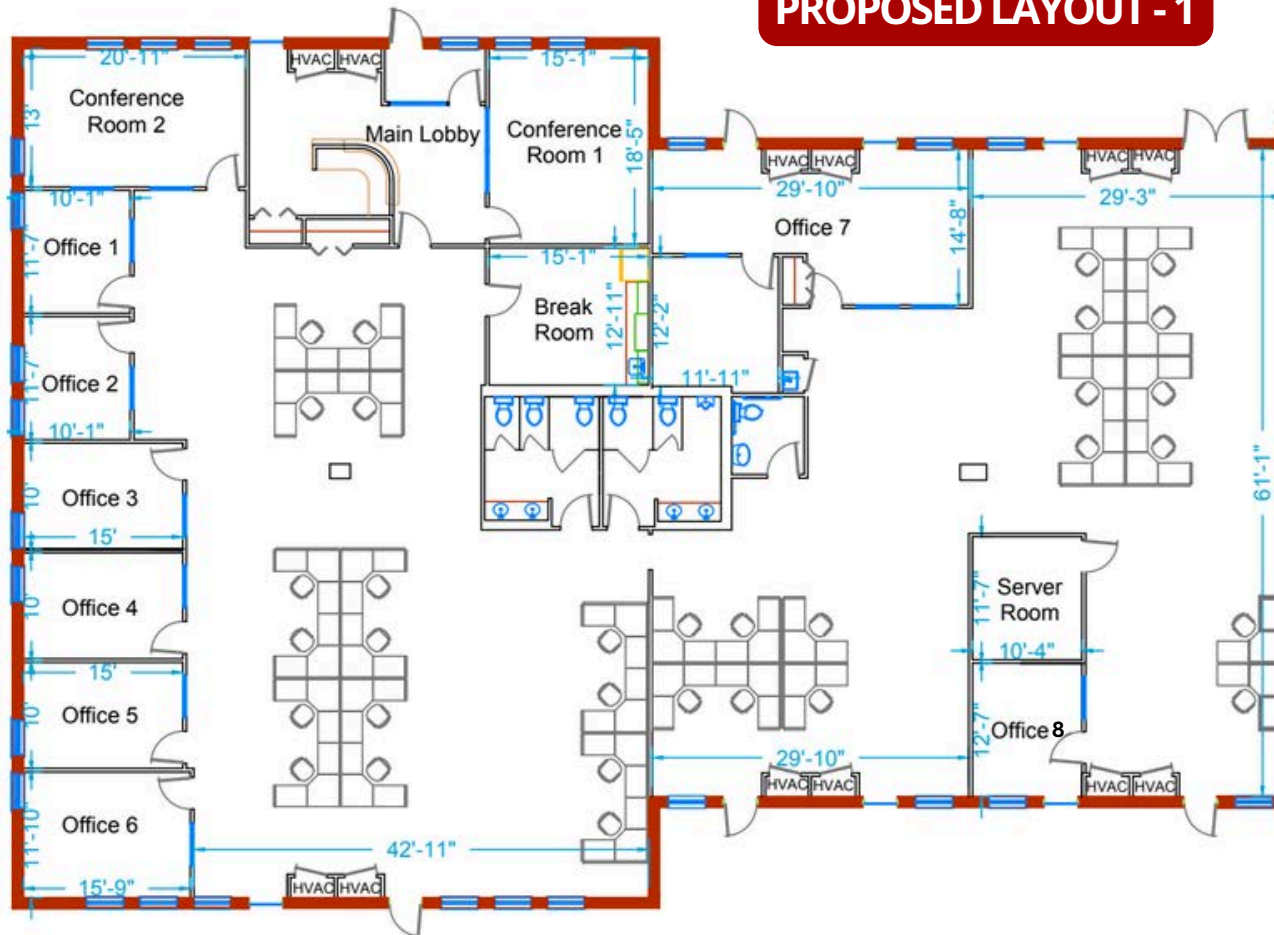 PROPOSED LAYOUT - 1
20'-11"
HVAC
HVAC
15'-1"
Conference
Room 2
13'
Main Lobby
Conference
Room 1
18'-5"
HVAC
HVAC
29'-10"
Office 7
14'-8"
HVAC
HVAC
29'-3"
10'-1"
Office 1
11'-7"
15'-1"
Break
Room
12'-11"
12'-2"
11'-11"
Office 2
11'-7"
10'-1"
Office 3
10'
15'
61'-1"
Office 4
10'
Server
Room
11'-7"
10'-4"
15'
Office 5
10'
Office 8
12'-7"
29'-10"
HVAC
HVAC
HVAC
HVAC
Office 6
11'-10"
15'-9"
42'-11"
HVAC
HVAC